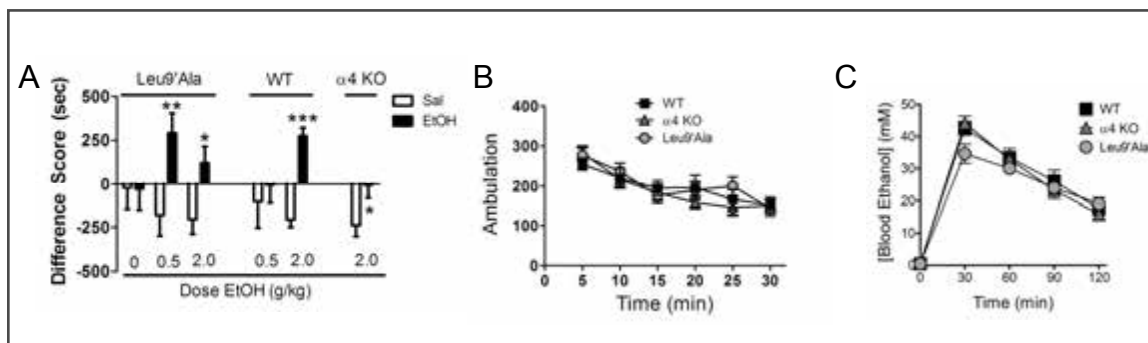 A
Leu9'Ala WT α4 KO
Difference Score (sec)
500
250
0
-250
-500
** * *** *
Sal
EtOH
0 0.5 2.0 0.5 2.0 2.0
Dose EtOH (g/kg)
B
WT
α4 KO
Leu9'Ala
Ambulation
400
300
200
100
0
0 5 10 15 20 25 30
Time (min)
C
WT
α4 KO
Leu9'Ala
[Blood Ethanol] (mM)
50
40
30
20
10
0
0 30 60 90 120
Time (min)